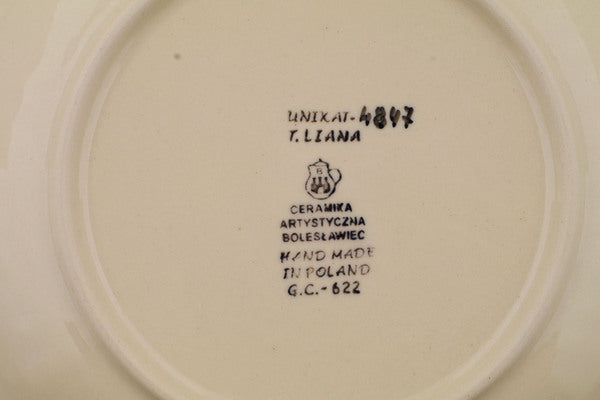 UNIKAT-4847
T. LIANA
B
CERAMIKA
ARTYSTYCZNA
BOLESŁAWIEC
HAND MADE
IN POLAND
G.C.-622